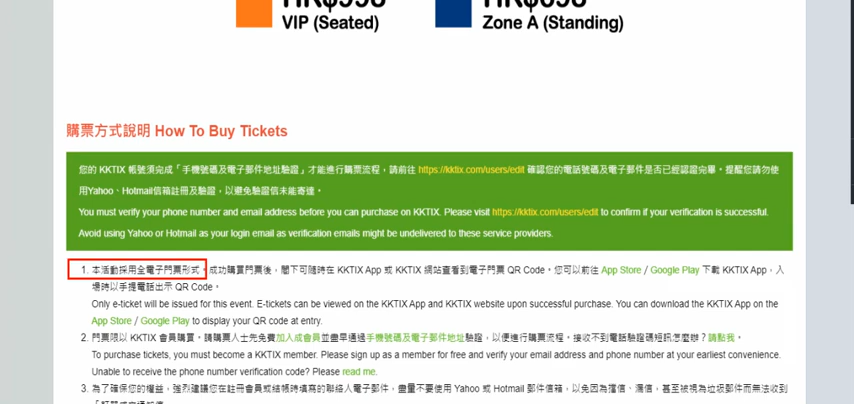 VIP (Seated)
Zone A (Standing)
購票方式說明 How To Buy Tickets
您的 KKTIX 帳號須完成「手機號碼及電子郵件地址驗證」才能進行購票流程，請前往 https://kktix.com/users/edit 確認您的電話號碼及電子郵件是否已經認證完畢。提醒您請勿使
用Yahoo、Hotmail信箱註冊及驗證，以避免驗證信未能寄達。
You must verify your phone number and email address before you can purchase on KKTIX. Please visit https://kktix.com/users/edit to confirm if your verification is successful.
Avoid using Yahoo or Hotmail as your login email as verification emails might be undelivered to these service providers.
1. 本活動採用全電子門票形式。成功購買門票後，閣下可隨時在 KKTIX App 或 KKTIX 網站查看到電子門票 QR Code。您可以前往 App Store / Google Play 下載 KKTIX App，入
場時以手提電話出示 QR Code。
Only e-ticket will be issued for this event. E-tickets can be viewed on the KKTIX App and KKTIX website upon successful purchase. You can download the KKTIX App on the
App Store / Google Play to display your QR code at entry.
2. 門票限以 KKTIX 會員購買。請購票人士先免費加入成會員並盡早通過手機號碼及電子郵件地址驗證，以便進行購票流程。接收不到電話驗證碼短訊怎麼辦？請點我。
To purchase tickets, you must become a KKTIX member. Please sign up as a member for free and verify your email address and phone number at your earliest convenience.
Unable to receive the phone number verification code? Please read me.
3. 為了確保您的權益，強烈建議您在註冊會員或結帳時填寫的聯絡人電子郵件，盡量不要使用 Yahoo 或 Hotmail 郵件信箱，以免因為擋信、漏信，甚至被視為垃圾郵件而無法收到